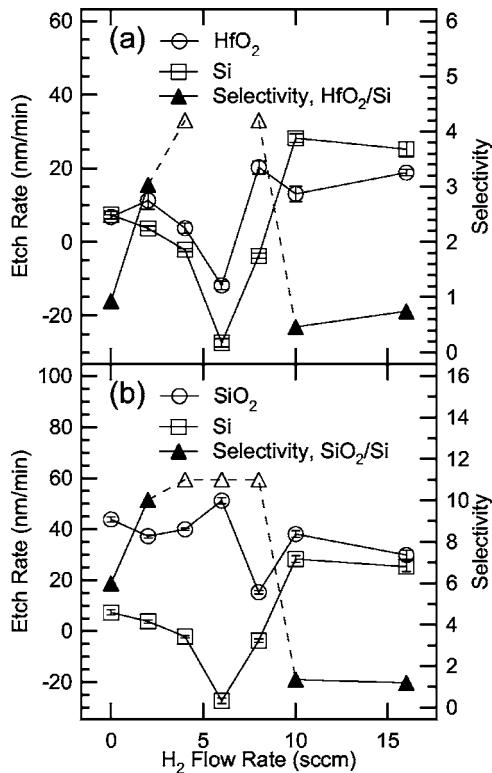 (a)
HfO2
Si
Selectivity, HfO2/Si
Etch Rate (nm/min)
60
40
20
0
-20
Selectivity
6
5
4
3
2
1
0
(b)
SiO2
Si
Selectivity, SiO2/Si
Etch Rate (nm/min)
100
80
60
40
20
0
-20
Selectivity
16
14
12
10
8
6
4
2
0
0
5
10
15
H2 Flow Rate (sccm)